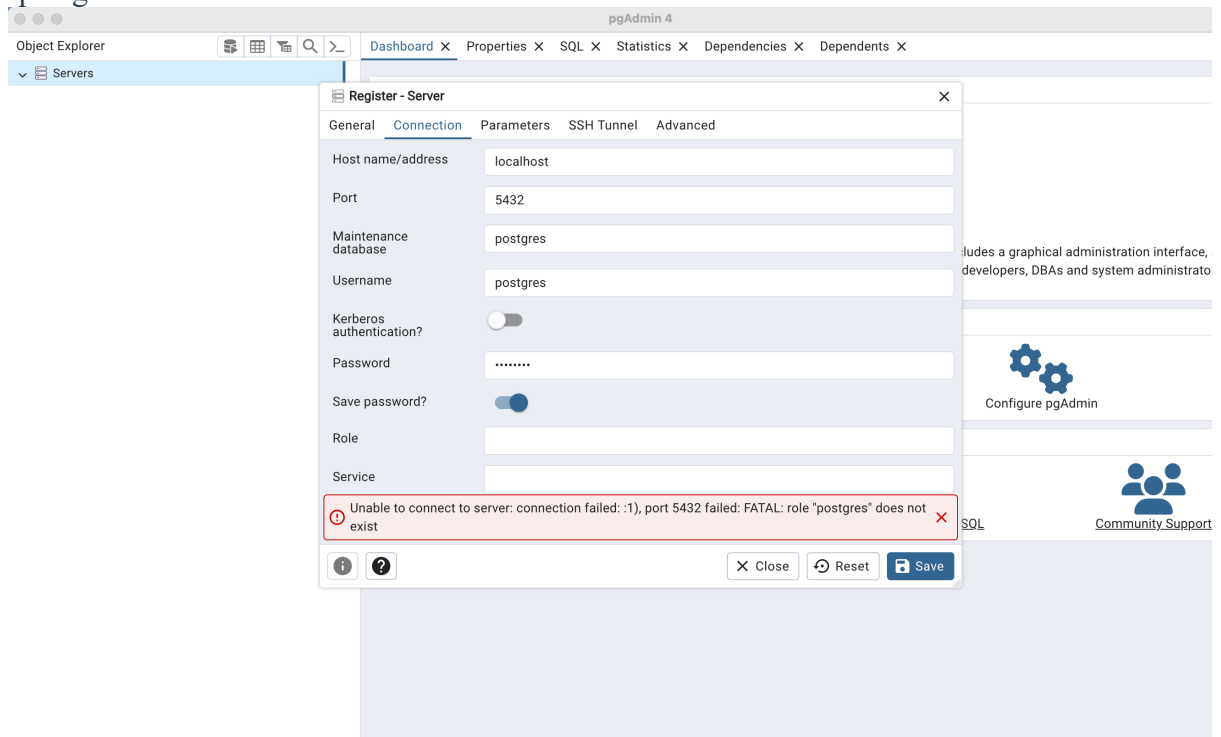 pgAdmin 4
Object Explorer
Dashboard X Properties X SQL X Statistics X Dependencies X Dependents X
Servers
Register - Server
General Connection Parameters SSH Tunnel Advanced
Host name/address localhost
Port 5432
Maintenance
database
postgres
Username postgres
Kerberos
authentication?
Password ••••••••
Save password?
Role
Service
Unable to connect to server: connection failed: :1), port 5432 failed: FATAL: role "postgres" does not
exist
Close Reset Save
cludes a graphical administration interface,
developers, DBAs and system administrato
Configure pgAdmin
SQL Community Support